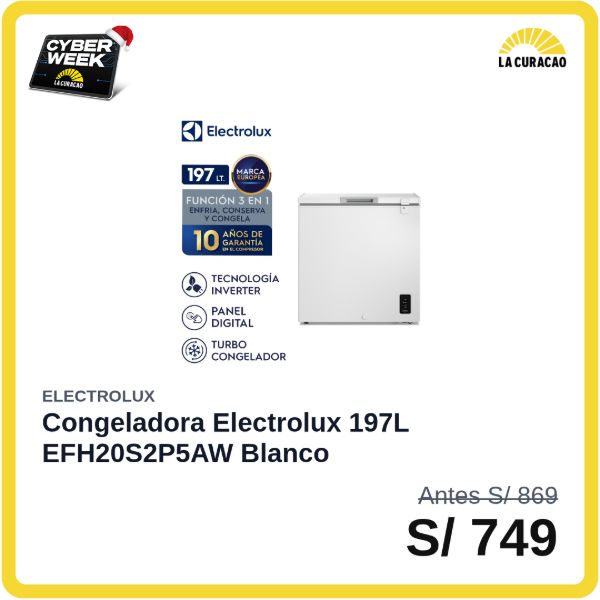 CYBER
WEEK
LA CURACAO
LA CURACAO
Electrolux
197 LT.
MARCA
EUROPEA
FUNCIÓN 3 EN 1
ENFRIA, CONSERVA
Y CONGELA
10 AÑOS DE
GARANTÍA
EN EL COMPRESOR
TECNOLOGÍA
INVERTER
PANEL
DIGITAL
TURBO
CONGELADOR
ELECTROLUX
Congeladora Electrolux 197L
EFH20S2P5AW Blanco
Antes S/ 869
S/ 749